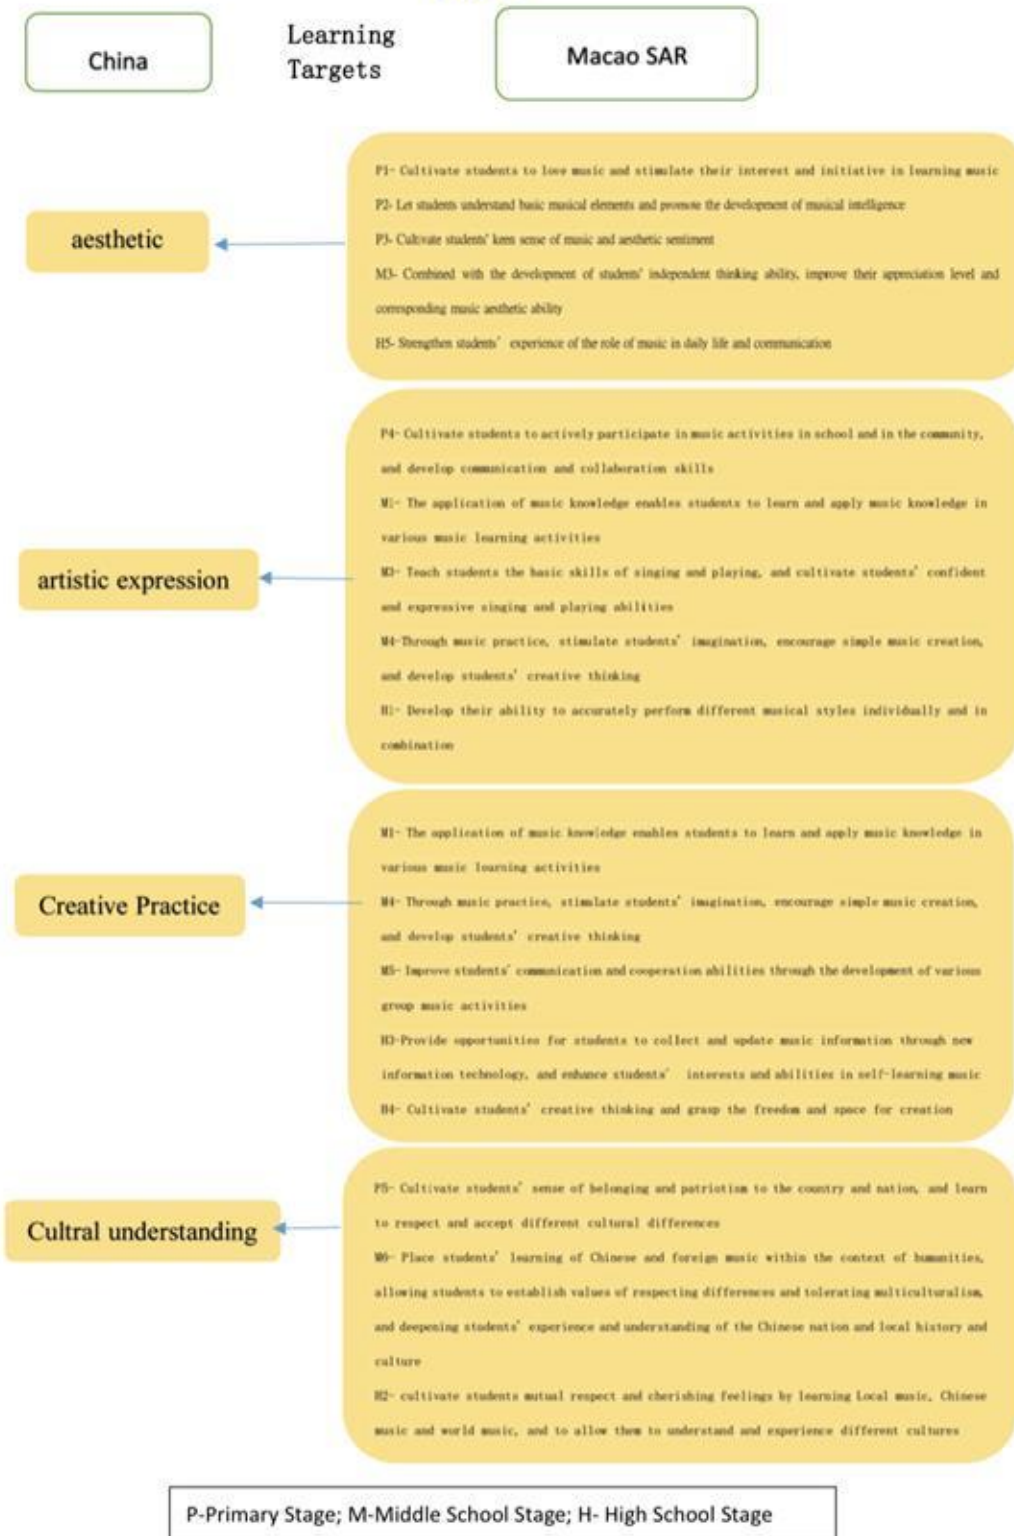 China
Learning
Targets
Macao SAR
aesthetic
P1- Cultivate students to love music and stimulate their interest and initiative in learning music
P2- Let students understand basic musical elements and promote the development of musical intelligence
P3- Cultivate students' keen sense of music and aesthetic sentiment
M3- Combined with the development of students' independent thinking ability, improve their appreciation level and
corresponding music aesthetic ability
H5- Strengthen students' experience of the role of music in daily life and communication
artistic expression
P4- Cultivate students to actively participate in music activities in school and in the community,
and develop communication and collaboration skills
M1- The application of music knowledge enables students to learn and apply music knowledge in
various music learning activities
M3- Teach students the basic skills of singing and playing, and cultivate students' confident
and expressive singing and playing abilities
M4-Through music practice, stimulate students' imagination, encourage simple music creation,
and develop students' creative thinking
H1- Develop their ability to accurately perform different musical styles individually and in
combination
Creative Practice
M1- The application of music knowledge enables students to learn and apply music knowledge in
various music learning activities
M4- Through music practice, stimulate students' imagination, encourage simple music creation,
and develop students' creative thinking
M5- Improve students' communication and cooperation abilities through the development of various
group music activities
H3-Provide opportunities for students to collect and update music information through new
information technology, and enhance students' interests and abilities in self-learning music
H4- Cultivate students' creative thinking and grasp the freedom and space for creation
Cultral understanding
P5- Cultivate students' sense of belonging and patriotism to the country and nation, and learn
to respect and accept different cultural differences
M6- Place students' learning of Chinese and foreign music within the context of humanities,
allowing students to establish values of respecting differences and tolerating multiculturalism,
and deepening students' experience and understanding of the Chinese nation and local history and
culture
H2- cultivate students mutual respect and cherishing feelings by learning Local music, Chinese
music and world music, and to allow them to understand and experience different cultures
P-Primary Stage; M-Middle School Stage; H- High School Stage